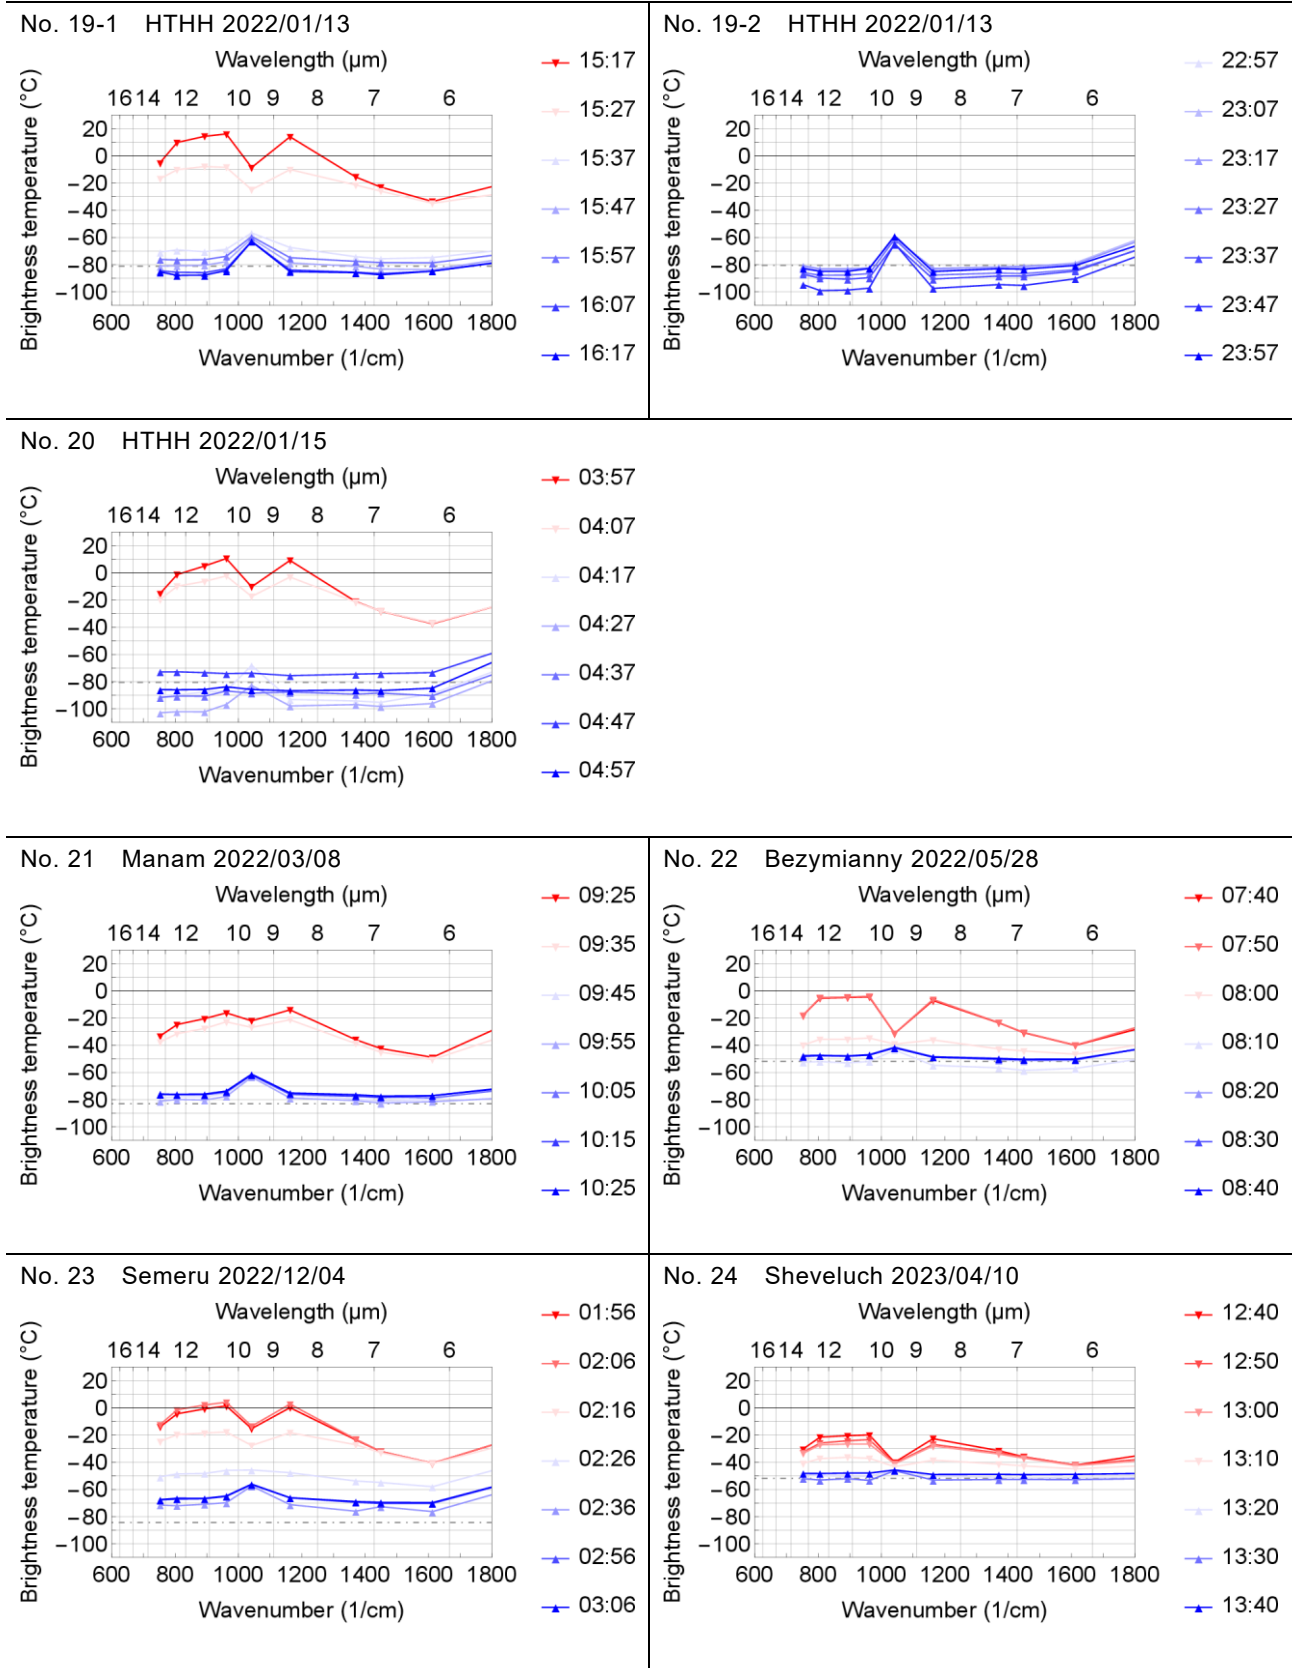 No. 19-1 HTHH 2022/01/13
Wavelength (µm)
16 14 12 10 9 8 7 6
Brightness temperature (°C)
20
0
−20
−40
−60
−80
−100
600 800 1000 1200 1400 1600 1800
Wavenumber (1/cm)
15:17
15:27
15:37
15:47
15:57
16:07
16:17
No. 19-2 HTHH 2022/01/13
Wavelength (µm)
16 14 12 10 9 8 7 6
Brightness temperature (°C)
20
0
−20
−40
−60
−80
−100
600 800 1000 1200 1400 1600 1800
Wavenumber (1/cm)
22:57
23:07
23:17
23:27
23:37
23:47
23:57
No. 20 HTHH 2022/01/15
Wavelength (µm)
16 14 12 10 9 8 7 6
Brightness temperature (°C)
20
0
−20
−40
−60
−80
−100
600 800 1000 1200 1400 1600 1800
Wavenumber (1/cm)
03:57
04:07
04:17
04:27
04:37
04:47
04:57
No. 21 Manam 2022/03/08
Wavelength (µm)
16 14 12 10 9 8 7 6
Brightness temperature (°C)
20
0
−20
−40
−60
−80
−100
600 800 1000 1200 1400 1600 1800
Wavenumber (1/cm)
09:25
09:35
09:45
09:55
10:05
10:15
10:25
No. 22 Bezymianny 2022/05/28
Wavelength (µm)
16 14 12 10 9 8 7 6
Brightness temperature (°C)
20
0
−20
−40
−60
−80
−100
600 800 1000 1200 1400 1600 1800
Wavenumber (1/cm)
07:40
07:50
08:00
08:10
08:20
08:30
08:40
No. 23 Semeru 2022/12/04
Wavelength (µm)
16 14 12 10 9 8 7 6
Brightness temperature (°C)
20
0
−20
−40
−60
−80
−100
600 800 1000 1200 1400 1600 1800
Wavenumber (1/cm)
01:56
02:06
02:16
02:26
02:36
02:56
03:06
No. 24 Sheveluch 2023/04/10
Wavelength (µm)
16 14 12 10 9 8 7 6
Brightness temperature (°C)
20
0
−20
−40
−60
−80
−100
600 800 1000 1200 1400 1600 1800
Wavenumber (1/cm)
12:40
12:50
13:00
13:10
13:20
13:30
13:40